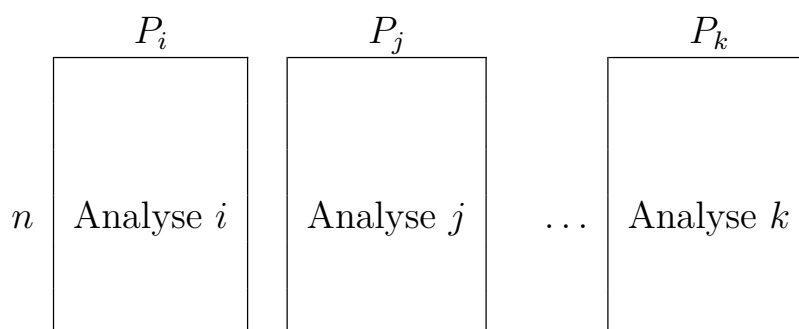 P_i P_j P_k
n Analyse i Analyse j … Analyse k